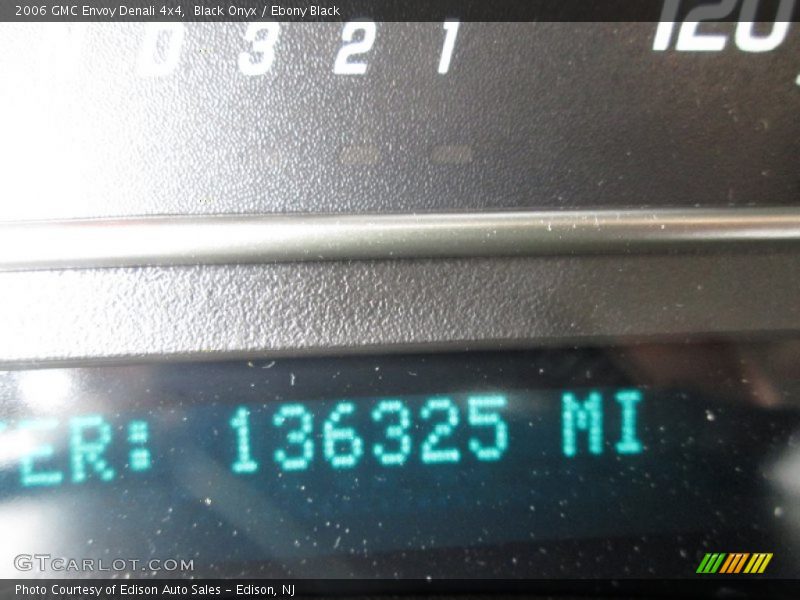 2006 GMC Envoy Denali 4x4, Black Onyx / Ebony Black
D 3 2 1 120
ER: 136325 MI
GTCARLOT.COM
Photo Courtesy of Edison Auto Sales - Edison, NJ